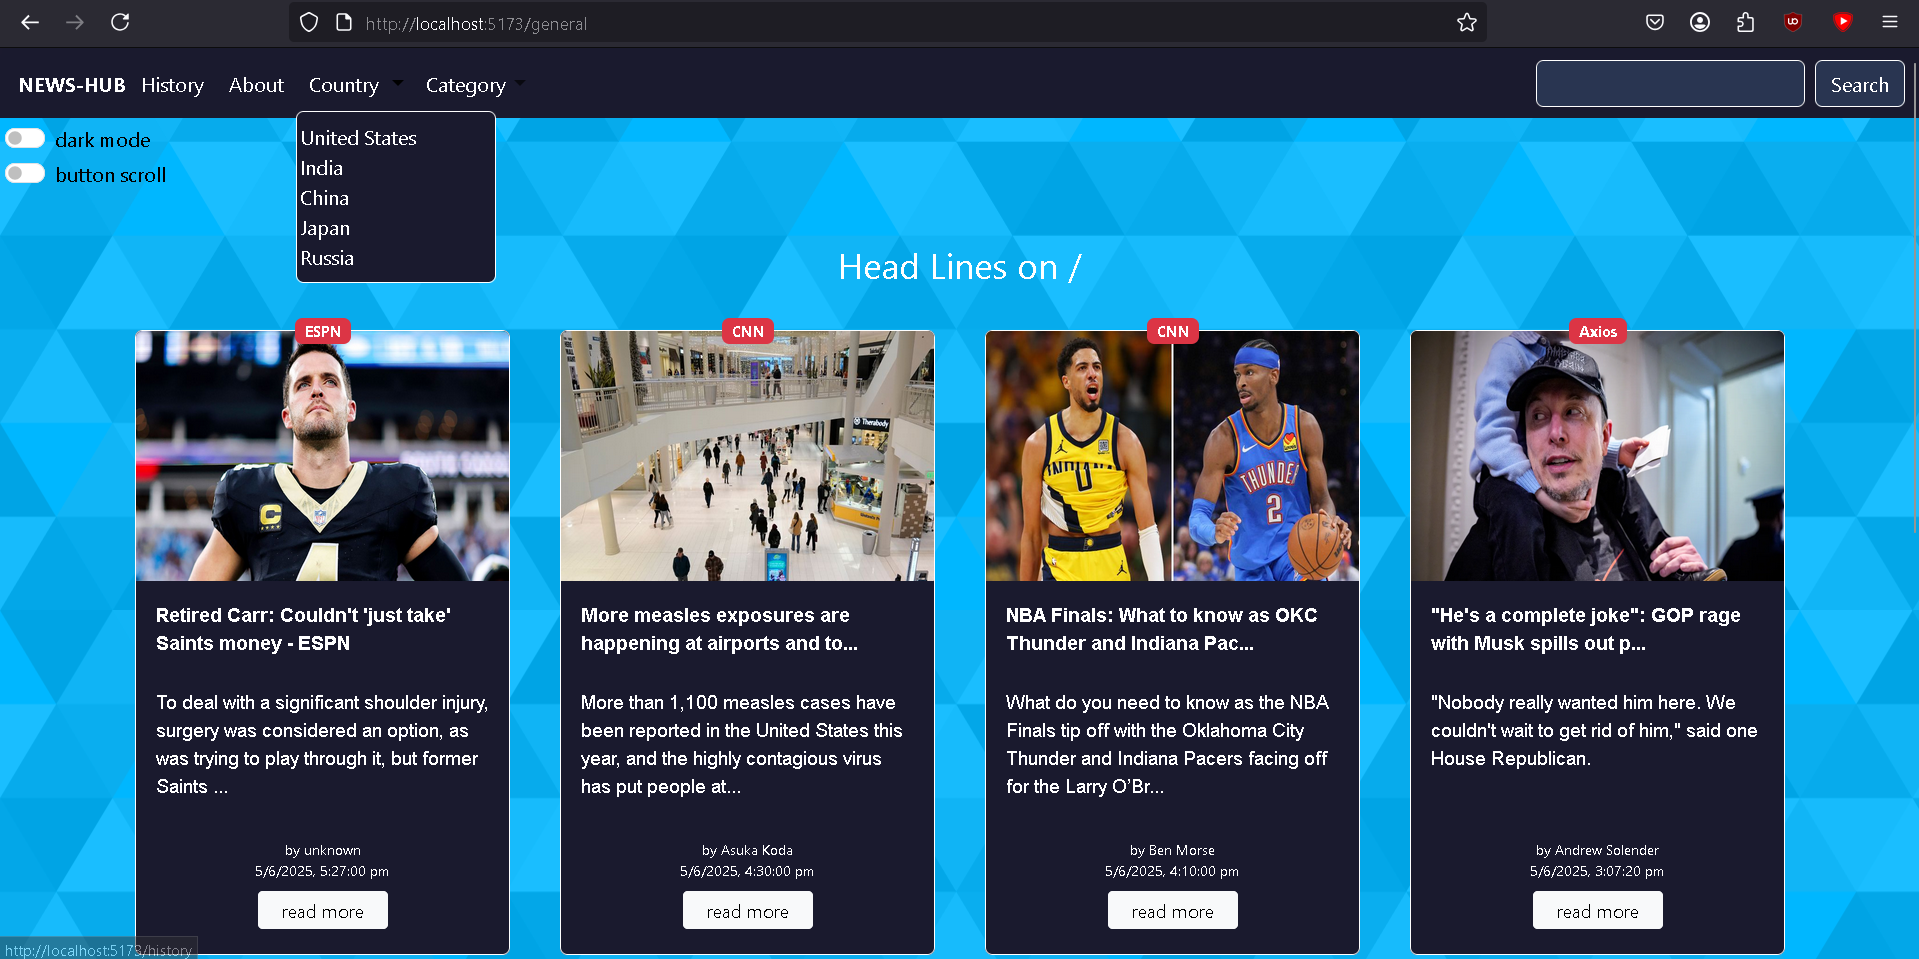 http://localhost:5173/general
NEWS-HUB History About Country Category Search
dark mode
button scroll
United States
India
China
Japan
Russia
Head Lines on /
ESPN
Retired Carr: Couldn't 'just take'
Saints money - ESPN
To deal with a significant shoulder injury,
surgery was considered an option, as
was trying to play through it, but former
Saints ...
by unknown
5/6/2025, 5:27:00 pm
read more
CNN
Therabody
More measles exposures are
happening at airports and to...
More than 1,100 measles cases have
been reported in the United States this
year, and the highly contagious virus
has put people at...
by Asuka Koda
5/6/2025, 4:30:00 pm
read more
CNN
INDIANA
0
THUNDER
2
NBA Finals: What to know as OKC
Thunder and Indiana Pac...
What do you need to know as the NBA
Finals tip off with the Oklahoma City
Thunder and Indiana Pacers facing off
for the Larry O’Br...
by Ben Morse
5/6/2025, 4:10:00 pm
read more
Axios
"He's a complete joke": GOP rage
with Musk spills out p...
"Nobody really wanted him here. We
couldn't wait to get rid of him," said one
House Republican.
by Andrew Solender
5/6/2025, 3:07:20 pm
read more
http://localhost:5173/history